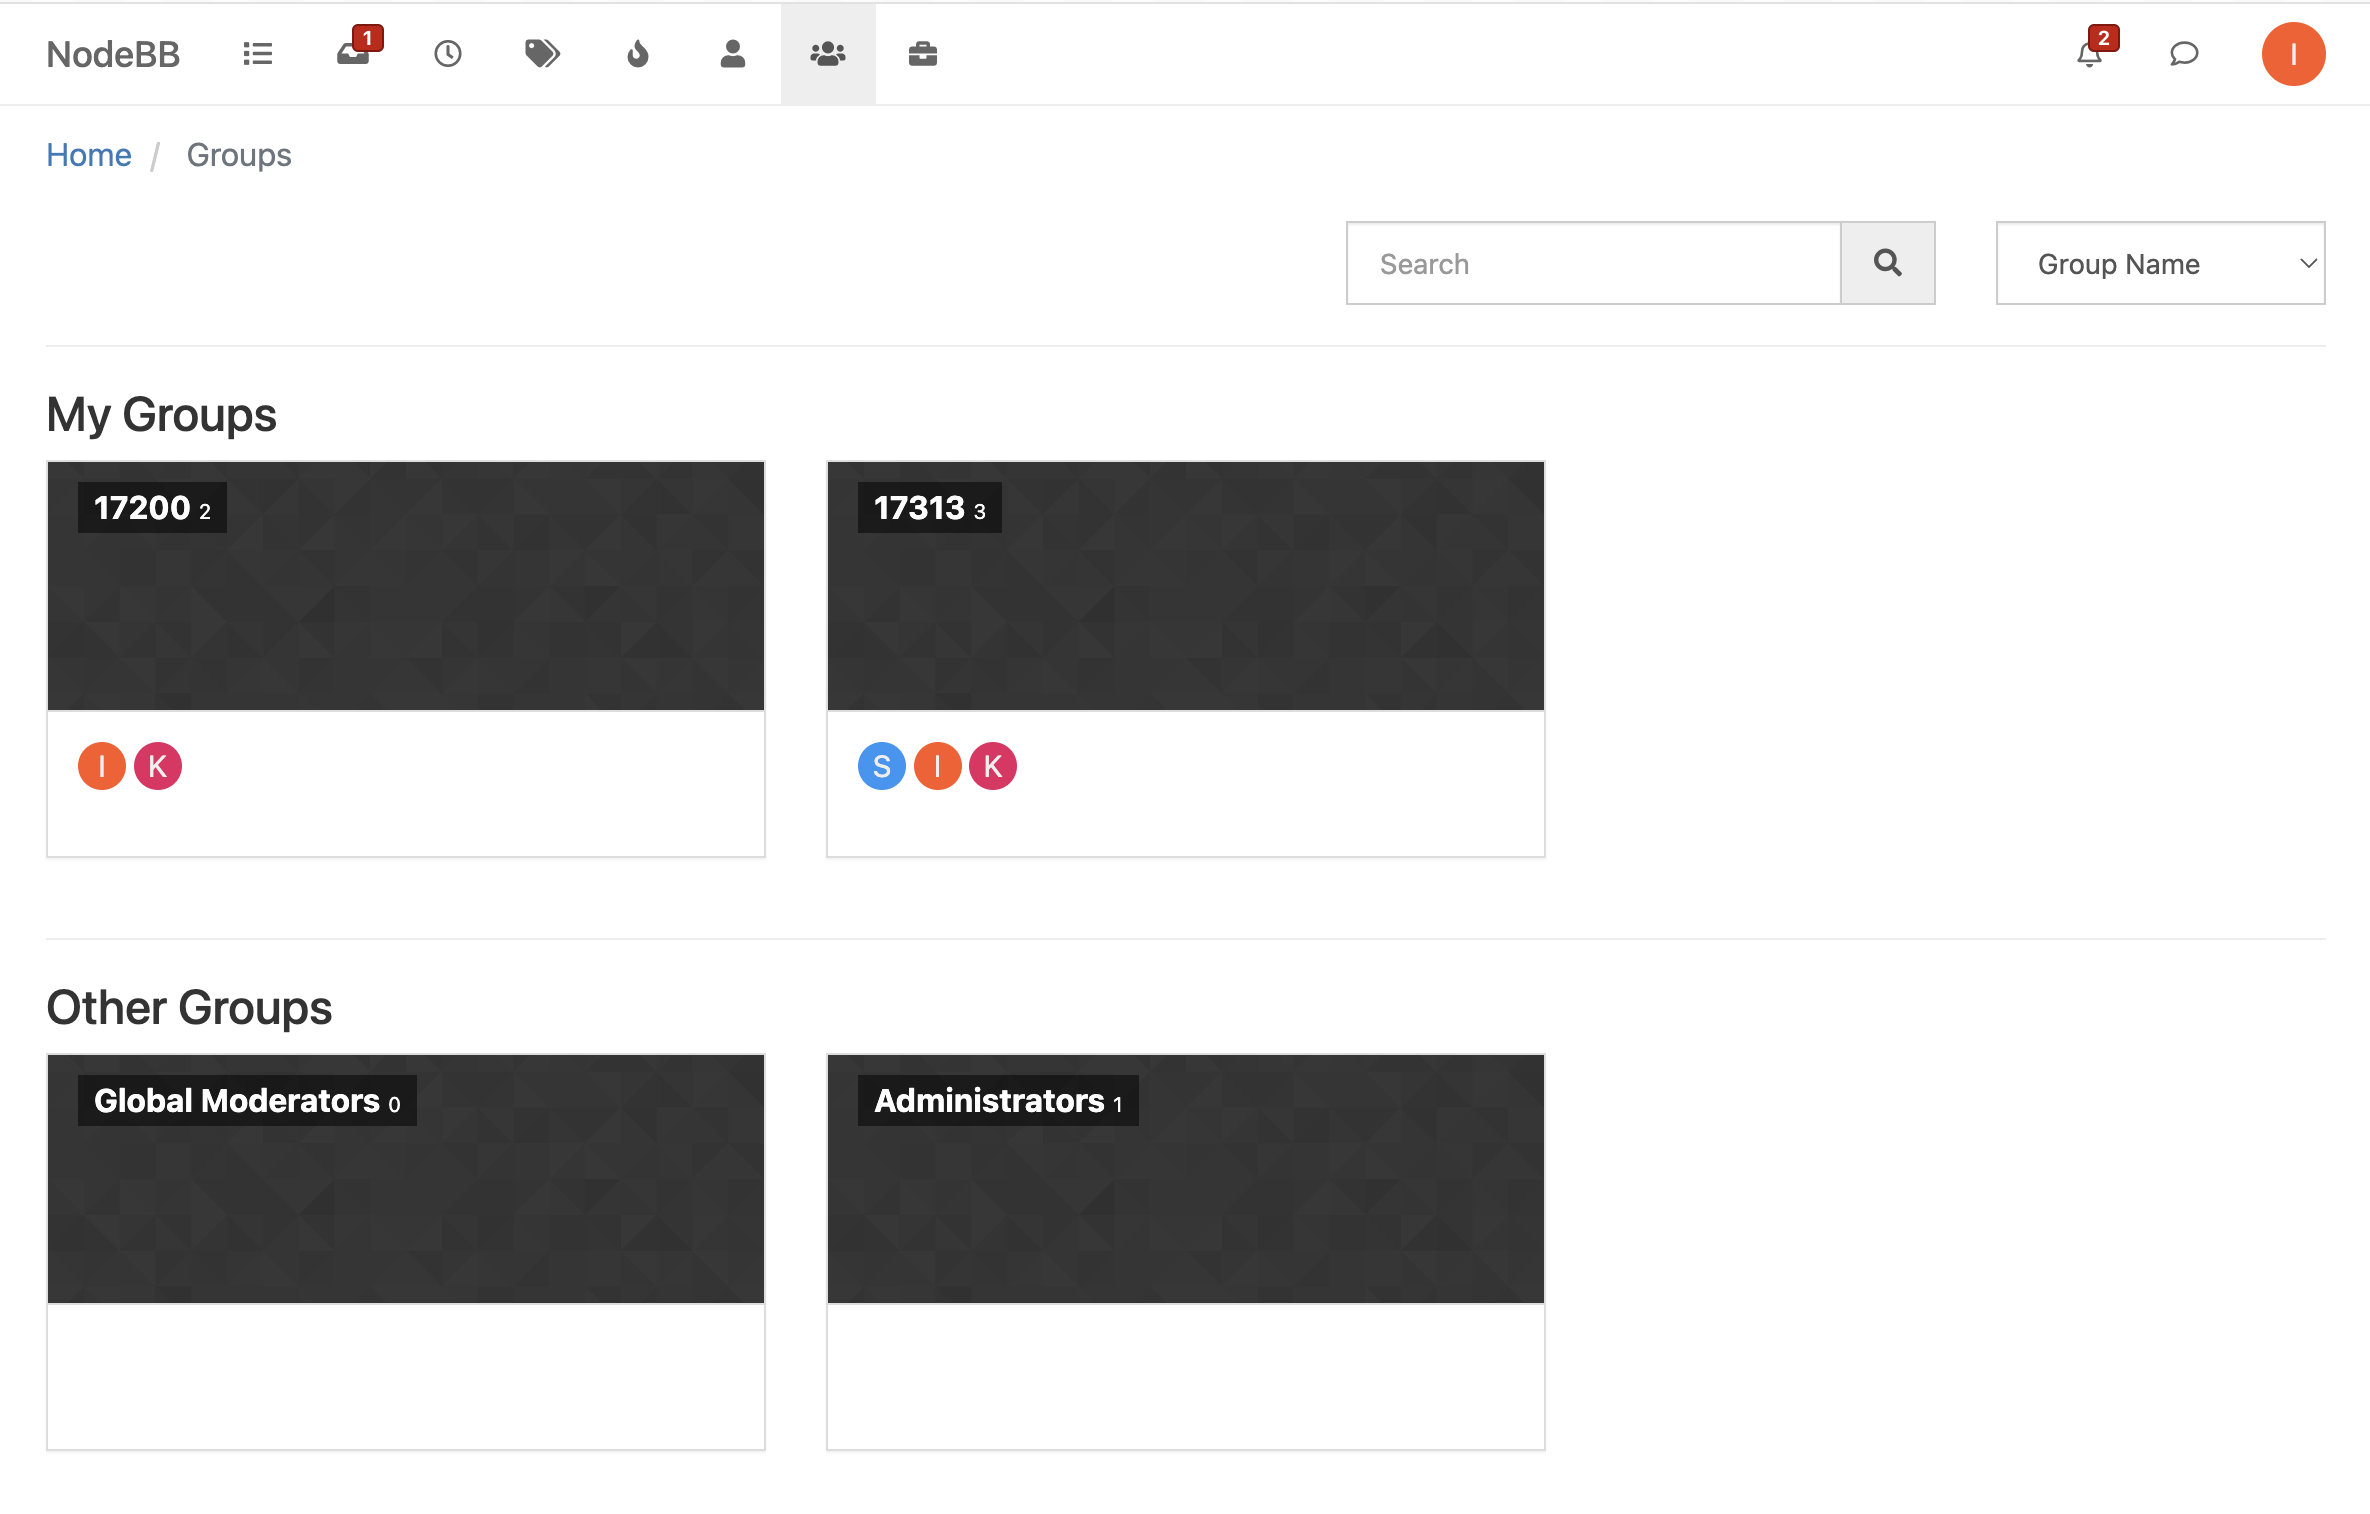 NodeBB 1 2 I
Home / Groups
Search Group Name
My Groups
17200 2 17313 3
I K S I K
Other Groups
Global Moderators 0 Administrators 1